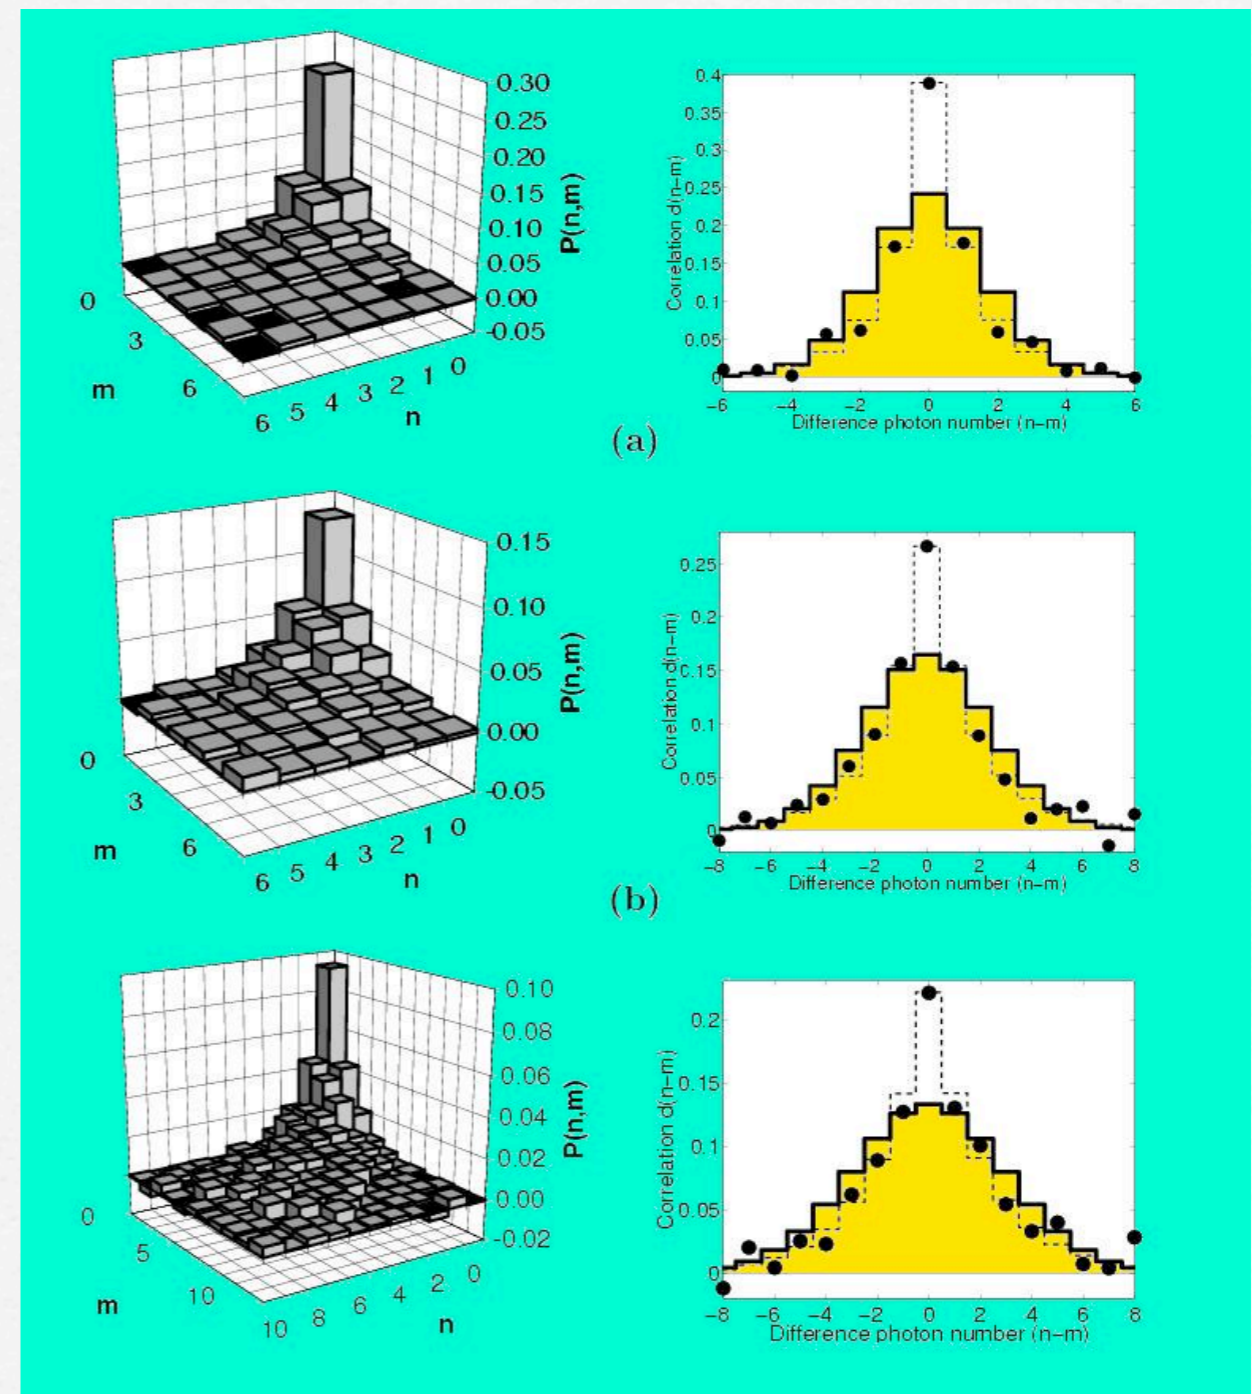 0.30
0.25
0.20
0.15
0.10
0.05
0.00
-0.05
P(n,m)
0
3
6
m
6 5 4 3 2 1 0
n
0.4
0.35
0.3
0.25
0.2
0.15
0.1
0.05
0
Correlation d(n−m)
−6 −4 −2 0 2 4 6
Difference photon number (n−m)
(a)
0.15
0.10
0.05
0.00
-0.05
P(n,m)
0
3
6
m
6 5 4 3 2 1 0
n
0.25
0.2
0.15
0.1
0.05
0
Correlation d(n−m)
−8 −6 −4 −2 0 2 4 6 8
Difference photon number (n−m)
(b)
0.10
0.08
0.06
0.04
0.02
0.00
-0.02
P(n,m)
0
5
10
m
10 8 6 4 2 0
n
0.2
0.15
0.1
0.05
0
Correlation d(n−m)
−8 −6 −4 −2 0 2 4 6 8
Difference photon number (n−m)